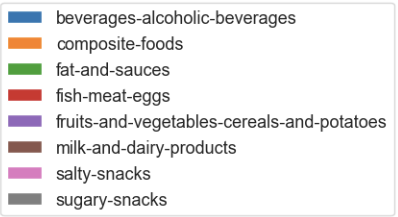 beverages-alcoholic-beverages
composite-foods
fat-and-sauces
fish-meat-eggs
fruits-and-vegetables-cereals-and-potatoes
milk-and-dairy-products
salty-snacks
sugary-snacks